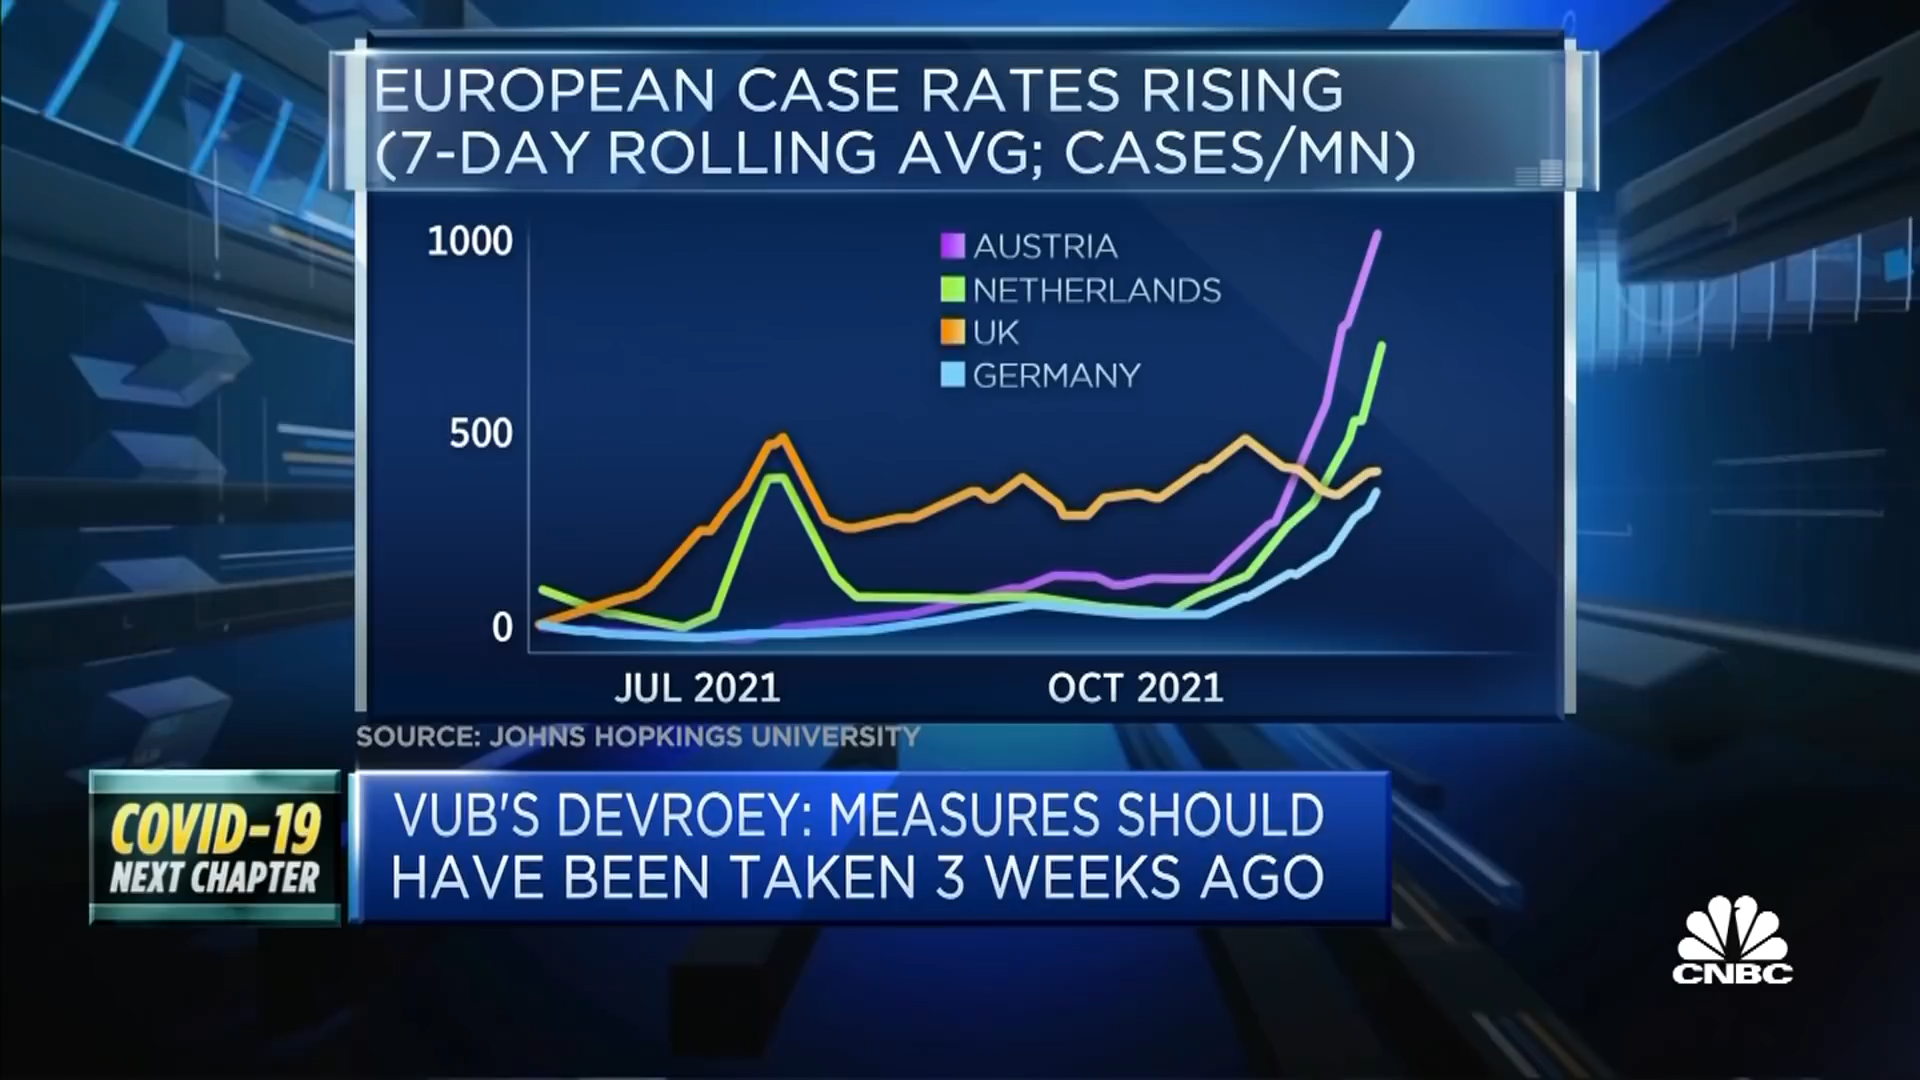 EUROPEAN CASE RATES RISING
(7-DAY ROLLING AVG; CASES/MN)
1000
500
0
AUSTRIA
NETHERLANDS
UK
GERMANY
JUL 2021
OCT 2021
SOURCE: JOHNS HOPKINGS UNIVERSITY
COVID-19
NEXT CHAPTER
VUB'S DEVROEY: MEASURES SHOULD
HAVE BEEN TAKEN 3 WEEKS AGO
CNBC